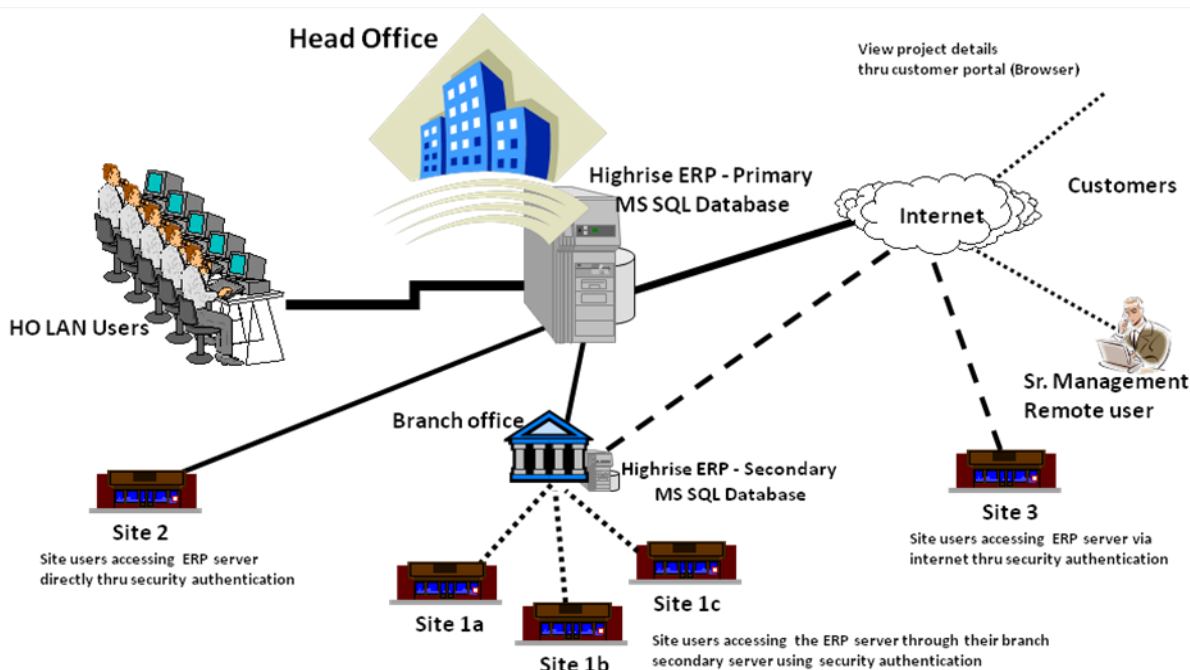 Head Office
View project details
thru customer portal (Browser)
Highrise ERP - Primary
MS SQL Database
Internet
Customers
HO LAN Users
Sr. Management
Remote user
Branch office
Highrise ERP - Secondary
MS SQL Database
Site 2
Site users accessing ERP server
directly thru security authentication
Site 3
Site users accessing ERP server via
internet thru security authentication
Site 1a
Site 1b
Site 1c
Site users accessing the ERP server through their branch
secondary server using security authentication